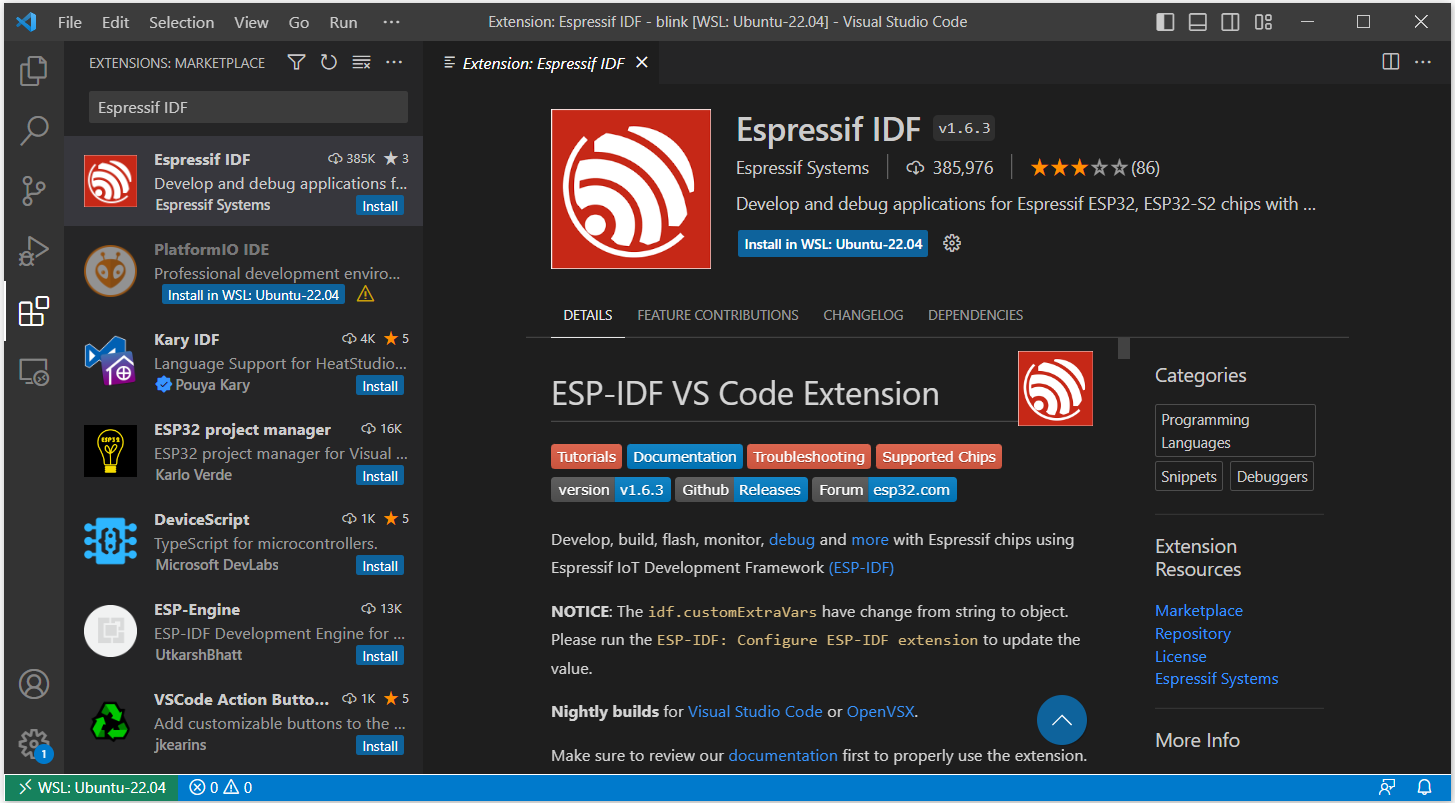 File Edit Selection View Go Run ···
Extension: Espressif IDF - blink [WSL: Ubuntu-22.04] - Visual Studio Code
EXTENSIONS: MARKETPLACE
Espressif IDF
Espressif IDF 385K 3
Develop and debug applications f...
Espressif Systems Install
PlatformIO IDE
Professional development enviro...
Install in WSL: Ubuntu-22.04
Kary IDF 4K 5
Language Support for HeatStudio...
Pouya Kary Install
ESP32 project manager 16K
ESP32 project manager for Visual ...
Karlo Verde Install
DeviceScript 1K 5
TypeScript for microcontrollers.
Microsoft DevLabs Install
ESP-Engine 13K
ESP-IDF Development Engine for ...
UtkarshBhatt Install
VSCode Action Butto... 1K 5
Add customizable buttons to the ...
jkearins Install
1
Extension: Espressif IDF
ESP32
Espressif IDF v1.6.3
Espressif Systems 385,976 (86)
Develop and debug applications for Espressif ESP32, ESP32-S2 chips with ...
Install in WSL: Ubuntu-22.04
DETAILS FEATURE CONTRIBUTIONS CHANGELOG DEPENDENCIES
ESP-IDF VS Code Extension
Tutorials Documentation Troubleshooting Supported Chips
version v1.6.3 Github Releases Forum esp32.com
Develop, build, flash, monitor, debug and more with Espressif chips using
Espressif IoT Development Framework (ESP-IDF)
NOTICE: The idf.customExtraVars have change from string to object.
Please run the ESP-IDF: Configure ESP-IDF extension to update the
value.
Nightly builds for Visual Studio Code or OpenVSX.
Make sure to review our documentation first to properly use the extension.
Categories
Programming
Languages
Snippets Debuggers
Extension
Resources
Marketplace
Repository
License
Espressif Systems
More Info
WSL: Ubuntu-22.04 0 0